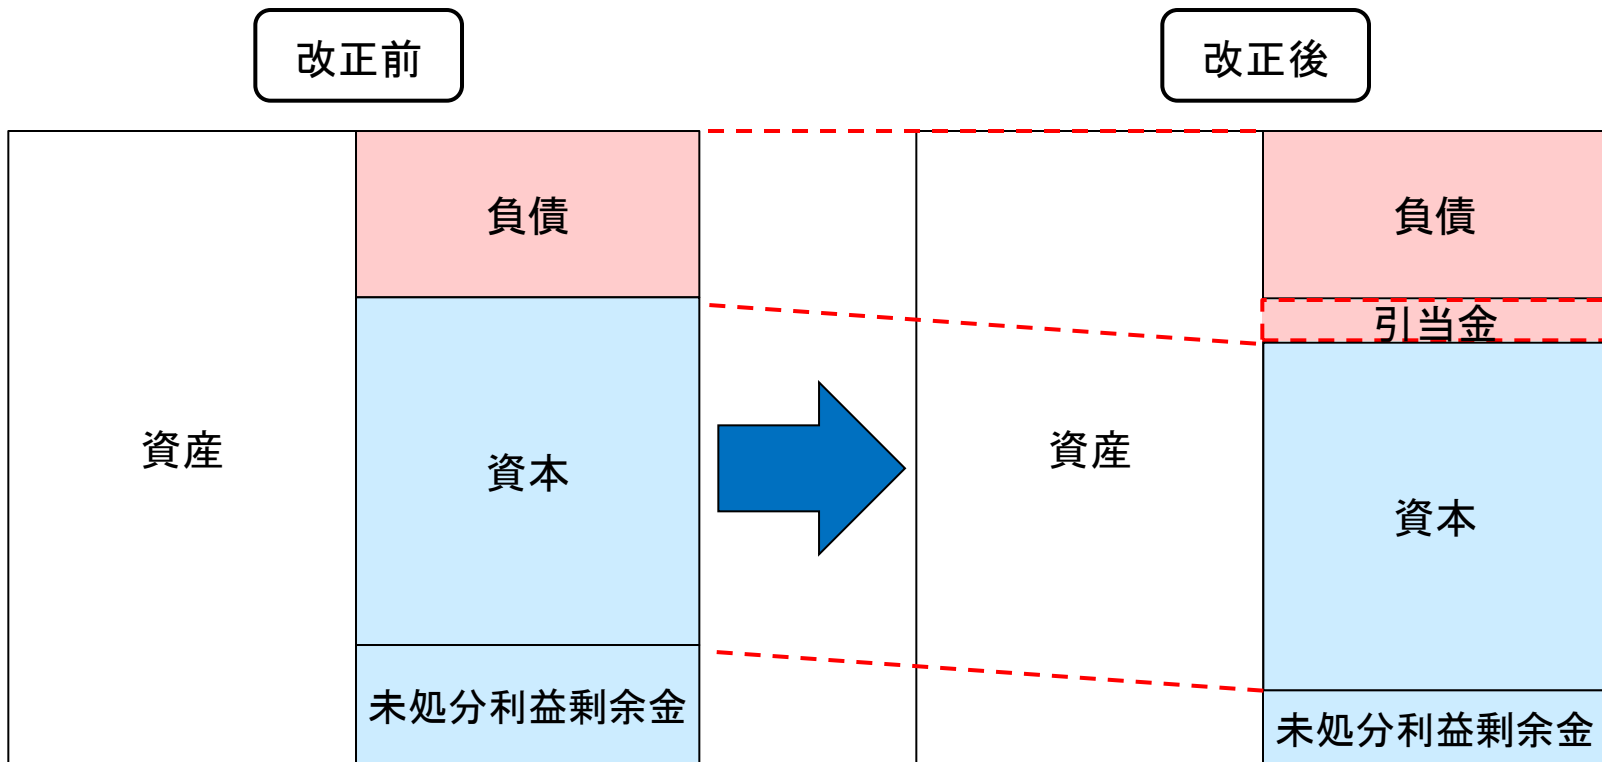 改正前
改正後
資産
負債
資本
未処分利益剰余金
資産
負債
引当金
資本
未処分利益剰余金